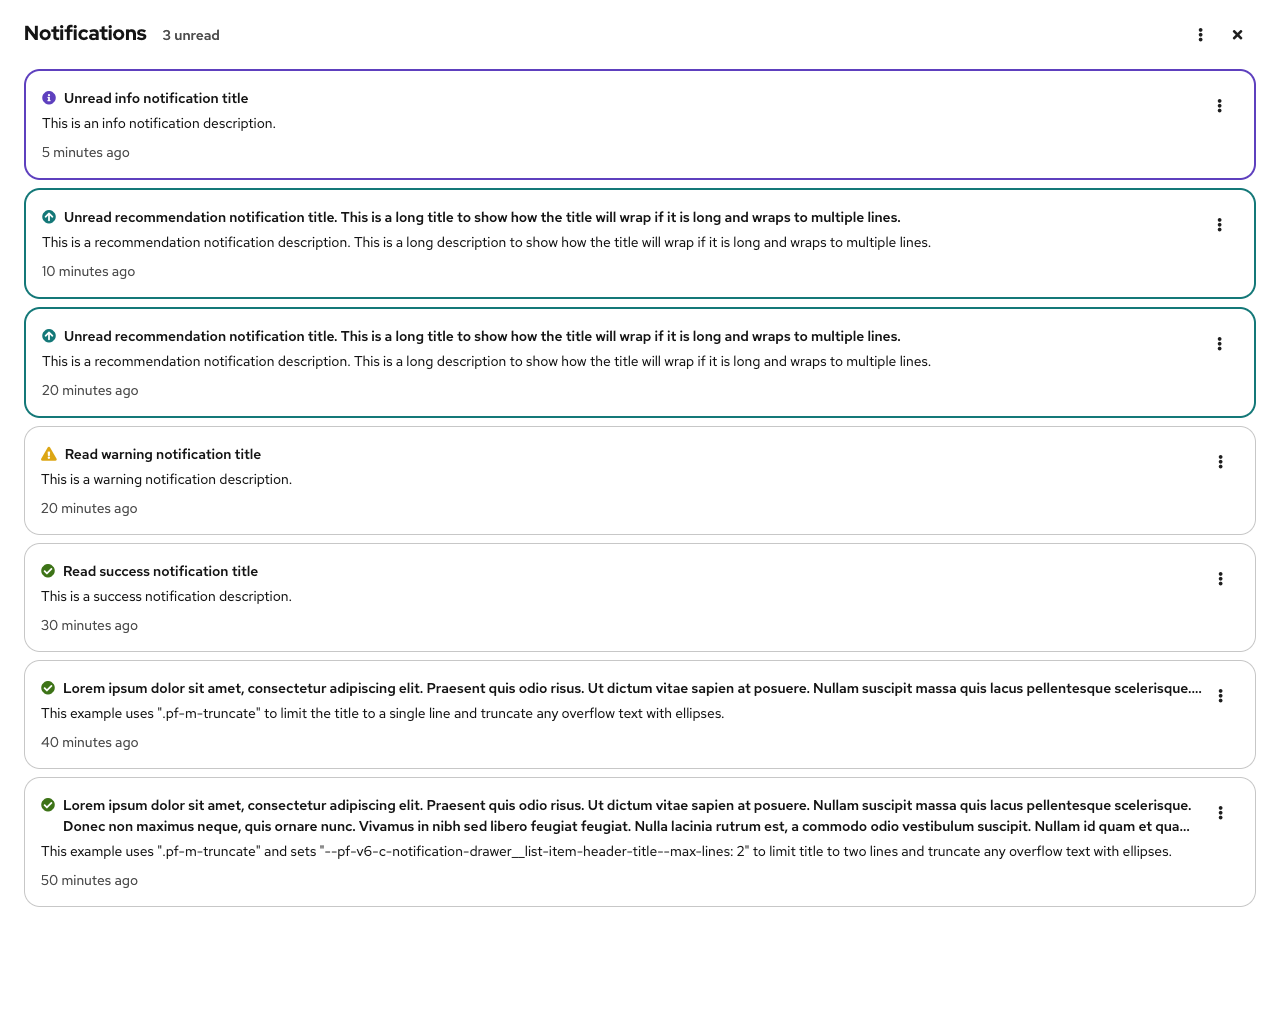 Notifications 3 unread
Unread info notification title
This is an info notification description.
5 minutes ago
Unread recommendation notification title. This is a long title to show how the title will wrap if it is long and wraps to multiple lines.
This is a recommendation notification description. This is a long description to show how the title will wrap if it is long and wraps to multiple lines.
10 minutes ago
Unread recommendation notification title. This is a long title to show how the title will wrap if it is long and wraps to multiple lines.
This is a recommendation notification description. This is a long description to show how the title will wrap if it is long and wraps to multiple lines.
20 minutes ago
Read warning notification title
This is a warning notification description.
20 minutes ago
Read success notification title
This is a success notification description.
30 minutes ago
Lorem ipsum dolor sit amet, consectetur adipiscing elit. Praesent quis odio risus. Ut dictum vitae sapien at posuere. Nullam suscipit massa quis lacus pellentesque scelerisque....
This example uses ".pf-m-truncate" to limit the title to a single line and truncate any overflow text with ellipses.
40 minutes ago
Lorem ipsum dolor sit amet, consectetur adipiscing elit. Praesent quis odio risus. Ut dictum vitae sapien at posuere. Nullam suscipit massa quis lacus pellentesque scelerisque.
Donec non maximus neque, quis ornare nunc. Vivamus in nibh sed libero feugiat feugiat. Nulla lacinia rutrum est, a commodo odio vestibulum suscipit. Nullam id quam et qua...
This example uses ".pf-m-truncate" and sets "--pf-v6-c-notification-drawer__list-item-header-title--max-lines: 2" to limit title to two lines and truncate any overflow text with ellipses.
50 minutes ago